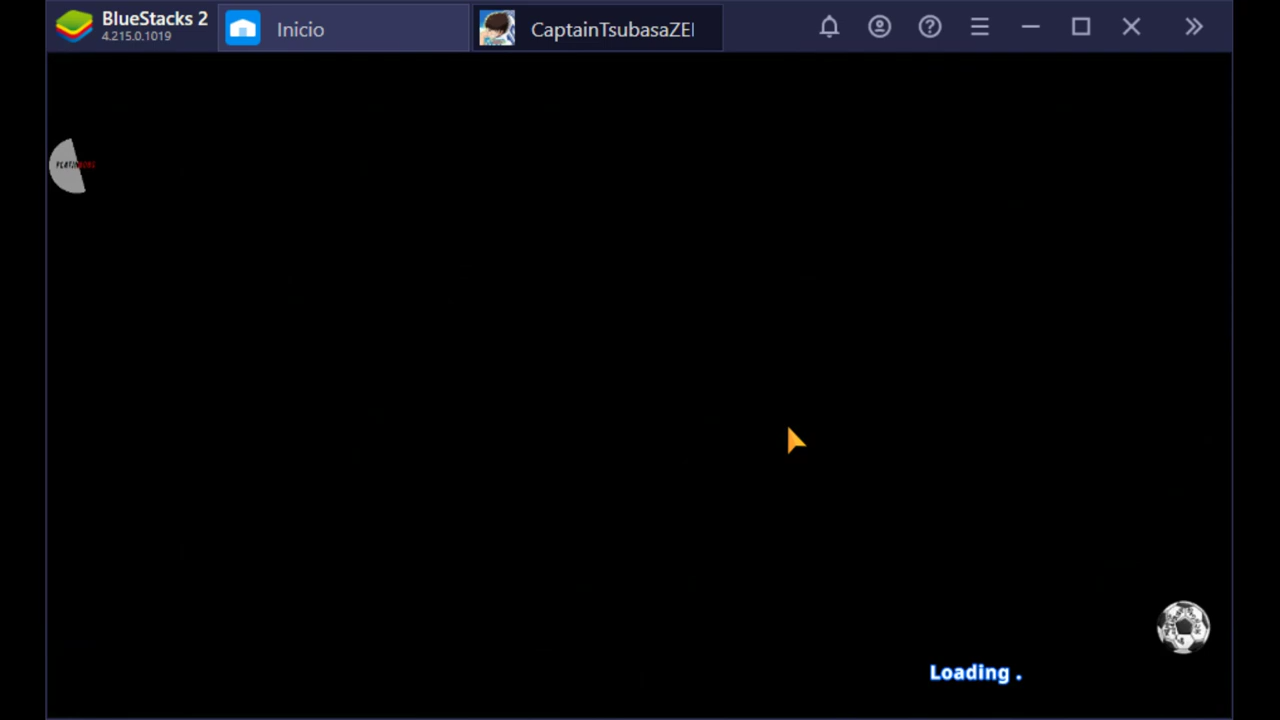 BlueStacks 2
4.215.0.1019
Inicio
CaptainTsubasaZE
Loading .